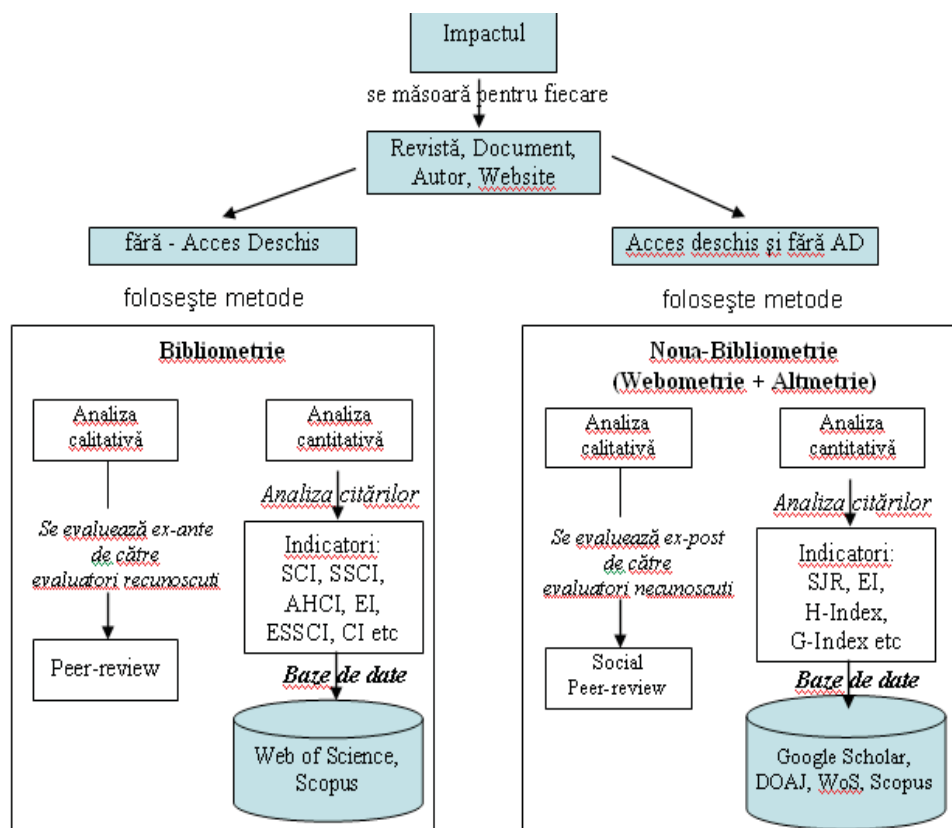 Impactul
se măsoară pentru fiecare
Revistă, Document,
Autor, Website
fără - Acces Deschis
foloseşte metode
Bibliometrie
Analiza
calitativă
Se evaluează ex-ante
de către
evaluatori recunoscuti
Peer-review
Analiza
cantitativă
Analiza citărilor
Indicatori:
SCI, SSCI,
AHCI, EI,
ESSCI, CI etc
Baze de date
Web of Science,
Scopus
Acces deschis şi fără AD
foloseşte metode
Noua-Bibliometrie
(Webometrie + Altmetrie)
Analiza
calitativă
Se evaluează ex-post
de către
evaluatori necunoscuti
Social
Peer-review
Analiza
cantitativă
Analiza citărilor
Indicatori:
SJR, EI,
H-Index,
G-Index etc
Baze de date
Google Scholar,
DOAJ, WoS, Scopus